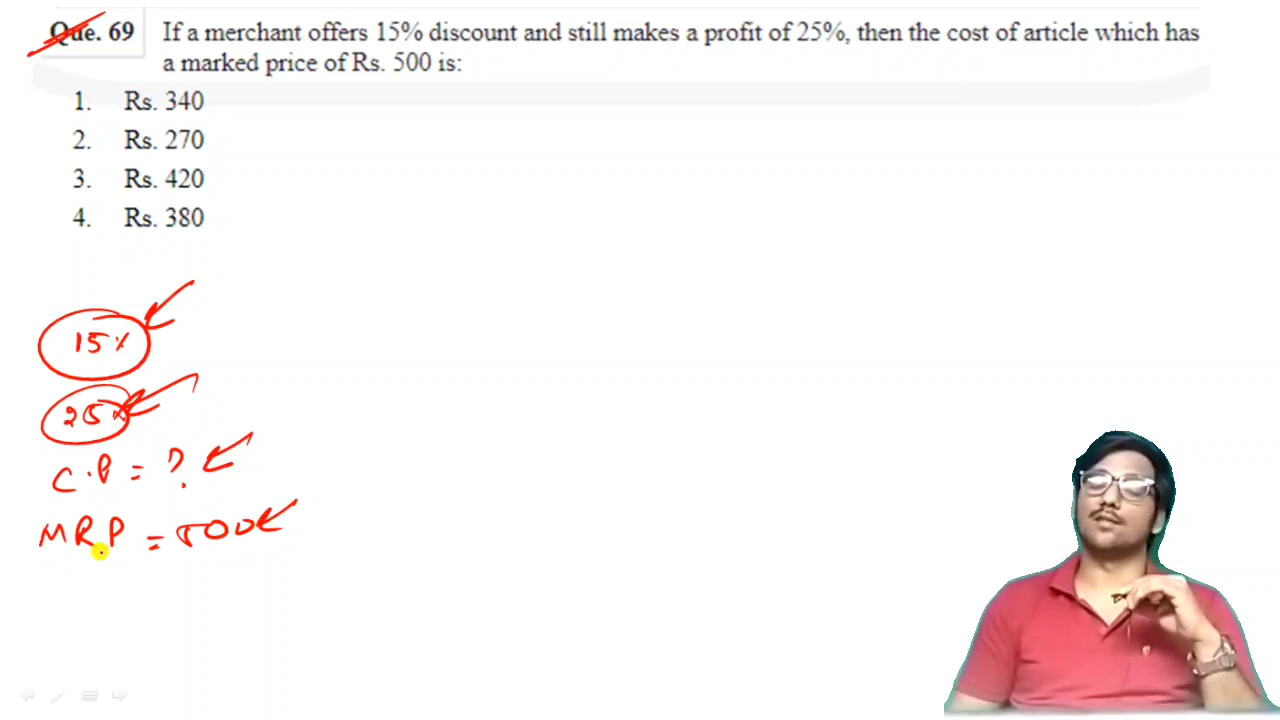 Que. 69 If a merchant offers 15% discount and still makes a profit of 25%, then the cost of article which has
a marked price of Rs. 500 is:
1. Rs. 340
2. Rs. 270
3. Rs. 420
4. Rs. 380
15%
25%
C.P = ?
MRP = 500